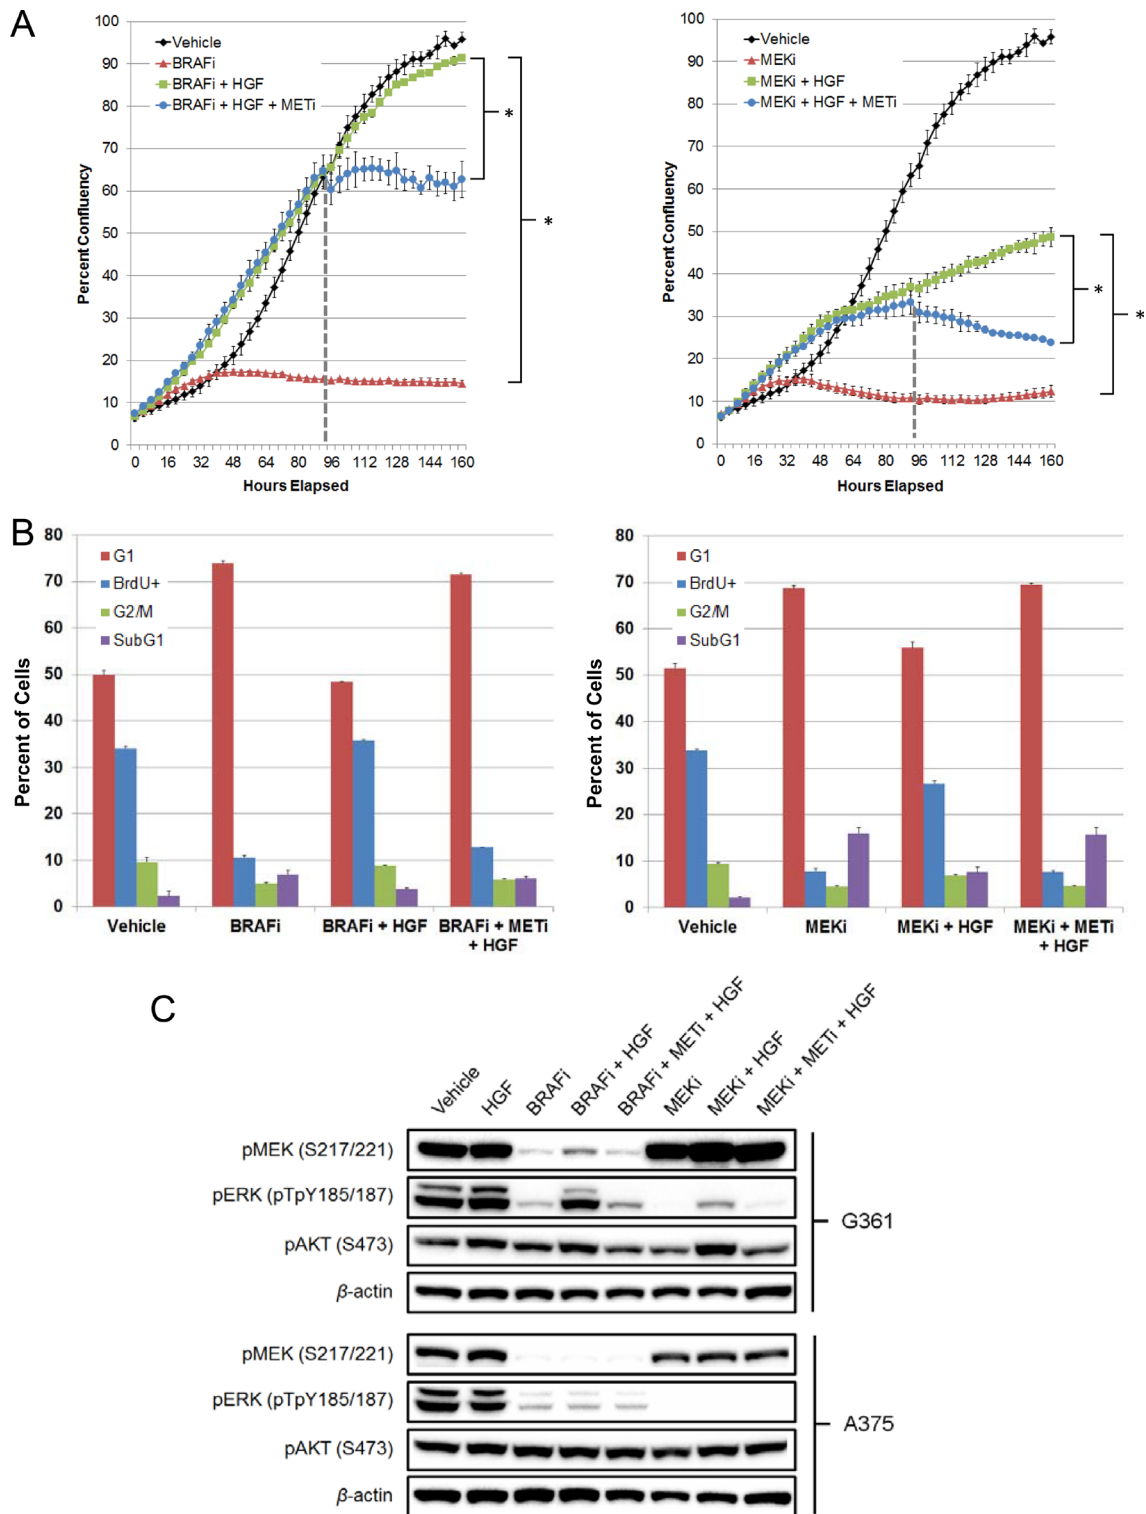 A
Vehicle
BRAFi
BRAFi + HGF
BRAFi + HGF + METi
Percent Confluency
100
90
80
70
60
50
40
30
20
10
0
0 16 32 48 64 80 96 112 128 144 160
Hours Elapsed
*
*
Vehicle
MEKi
MEKi + HGF
MEKi + HGF + METi
Percent Confluency
100
90
80
70
60
50
40
30
20
10
0
0 16 32 48 64 80 96 112 128 144 160
Hours Elapsed
*
*
B
G1
BrdU+
G2/M
SubG1
Percent of Cells
80
70
60
50
40
30
20
10
0
Vehicle BRAFi BRAFi + HGF BRAFi + METi
+ HGF
G1
BrdU+
G2/M
SubG1
Percent of Cells
80
70
60
50
40
30
20
10
0
Vehicle MEKi MEKi + HGF MEKi + METi
+ HGF
C
Vehicle
HGF
BRAFi
BRAFi + HGF
BRAFi + METi + HGF
MEKi
MEKi + HGF
MEKi + METi + HGF
pMEK (S217/221)
pERK (pTpY185/187)
pAKT (S473)
β-actin
G361
pMEK (S217/221)
pERK (pTpY185/187)
pAKT (S473)
β-actin
A375